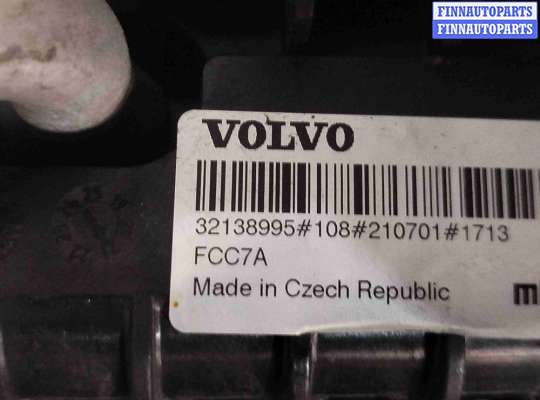 FINNAUTOPARTS
FINNAUTOPARTS
VOLVO
32138995#108#210701#1713
FCC7A
Made in Czech Republic